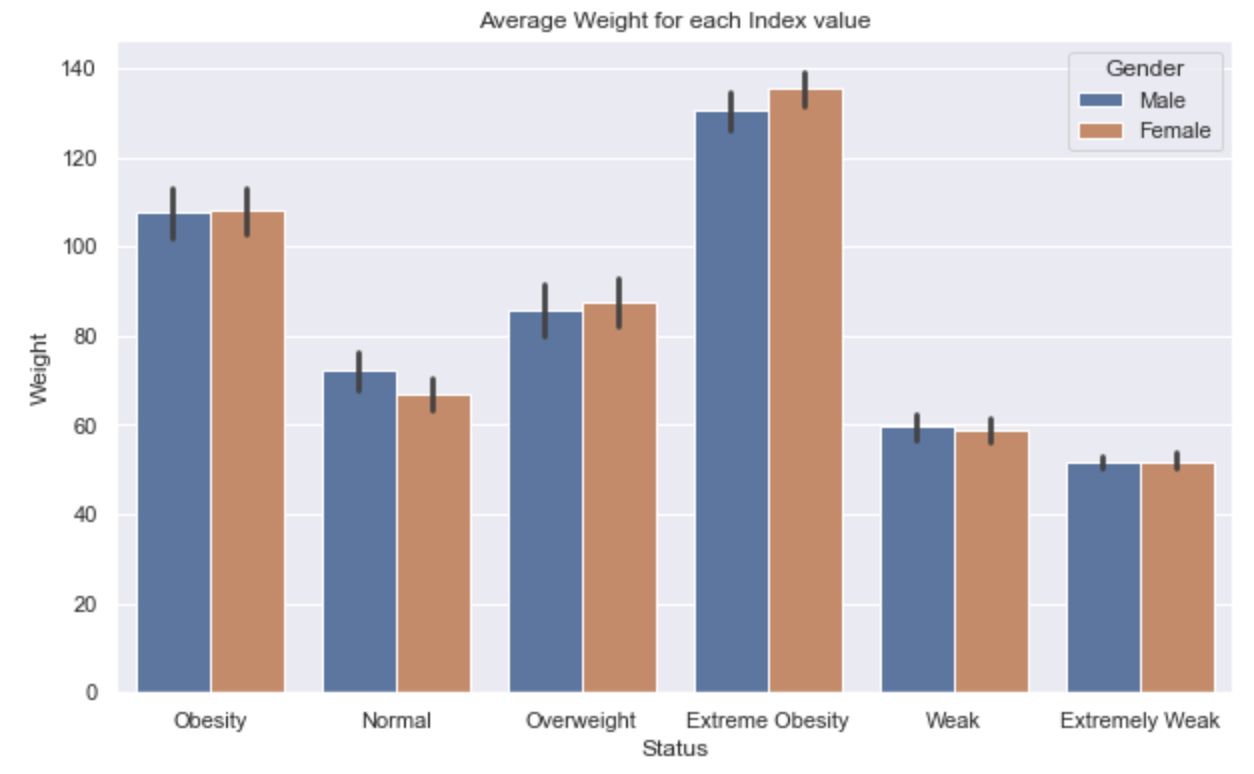 Average Weight for each Index value
Gender
Male
Female
140
120
100
80
60
40
20
0
Weight
Obesity Normal Overweight Extreme Obesity Weak Extremely Weak
Status